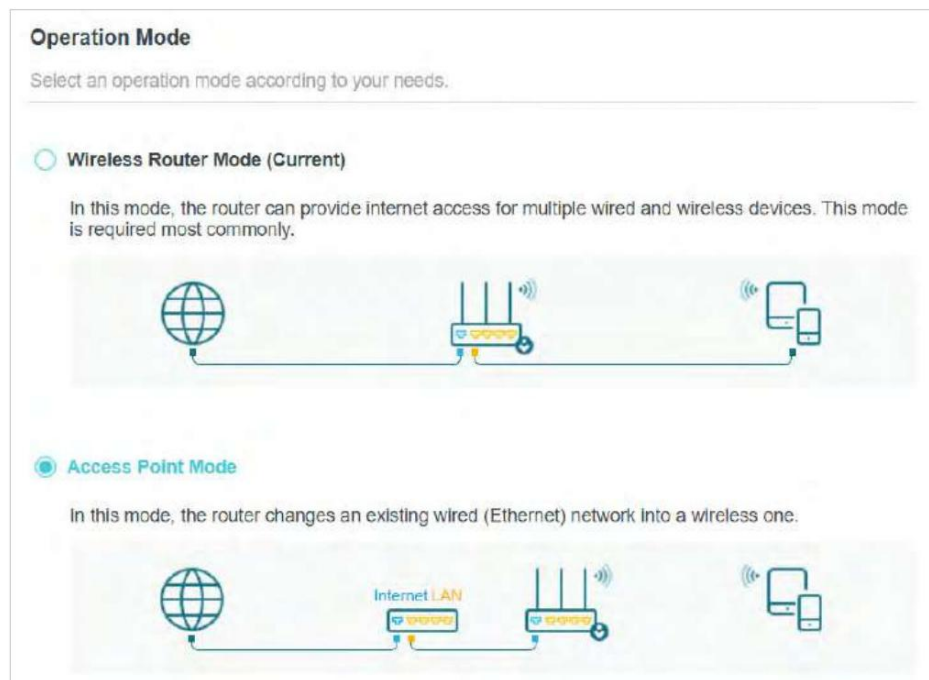 Operation Mode
Select an operation mode according to your needs.
Wireless Router Mode (Current)
In this mode, the router can provide internet access for multiple wired and wireless devices. This mode
is required most commonly.
Access Point Mode
In this mode, the router changes an existing wired (Ethernet) network into a wireless one.
Internet LAN